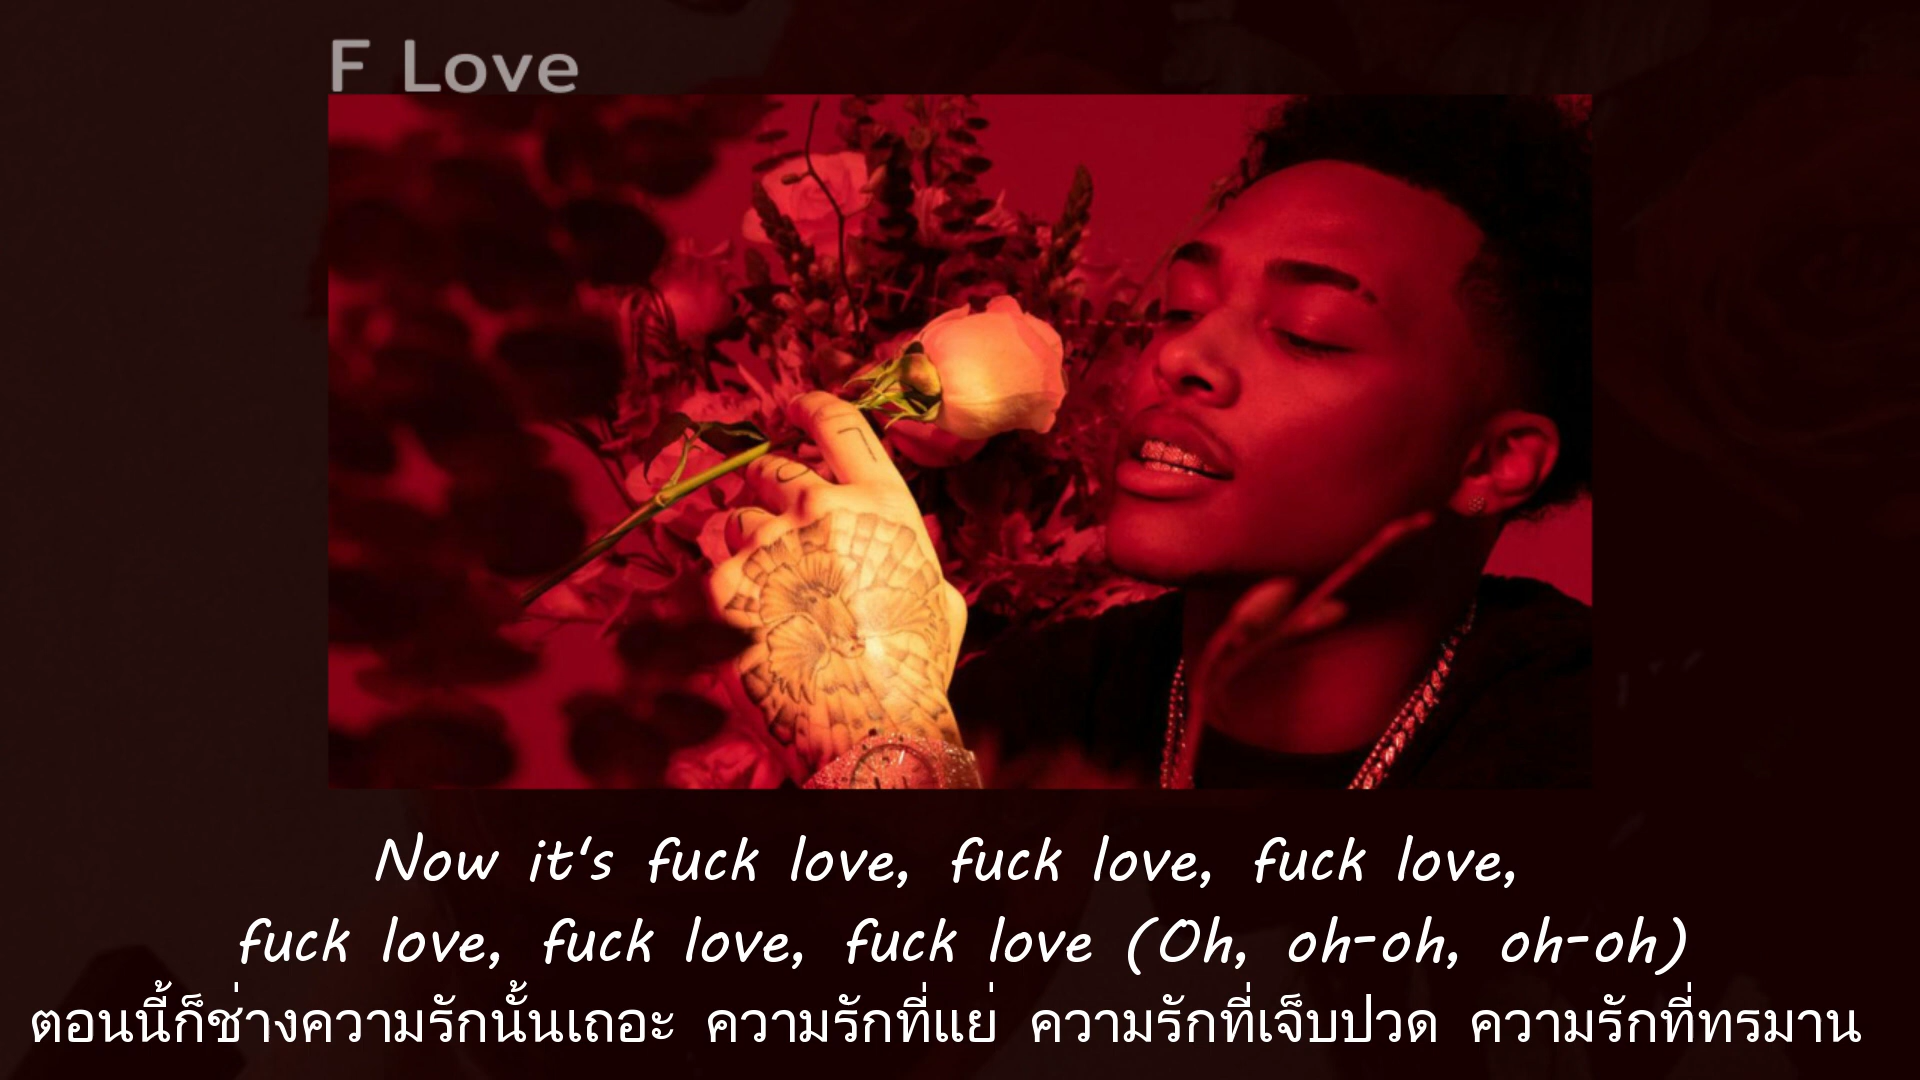 F Love
Now it's fuck love, fuck love, fuck love,
fuck love, fuck love, fuck love (Oh, oh-oh, oh-oh)
ตอนนี้ก็ช่างความรักนั้นเถอะ ความรักที่แย่ ความรักที่เจ็บปวด ความรักที่ทรมาน